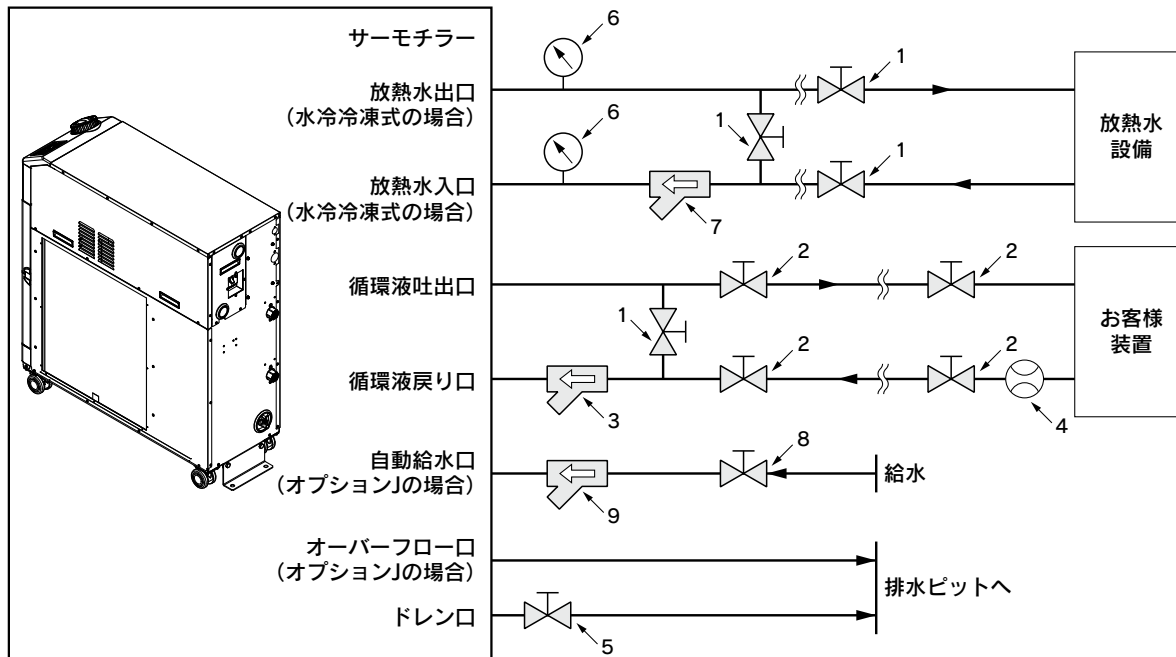 サーモチラー
6
放熱水出口
(水冷冷凍式の場合)
1
1
6
放熱水
設備
1
放熱水入口
(水冷冷凍式の場合)
7
循環液吐出口
2
2
1
お客様
装置
2
2
循環液戻り口
3
4
自動給水口
(オプションJの場合)
8
給水
9
オーバーフロー口
(オプションJの場合)
排水ピットへ
ドレン口
5